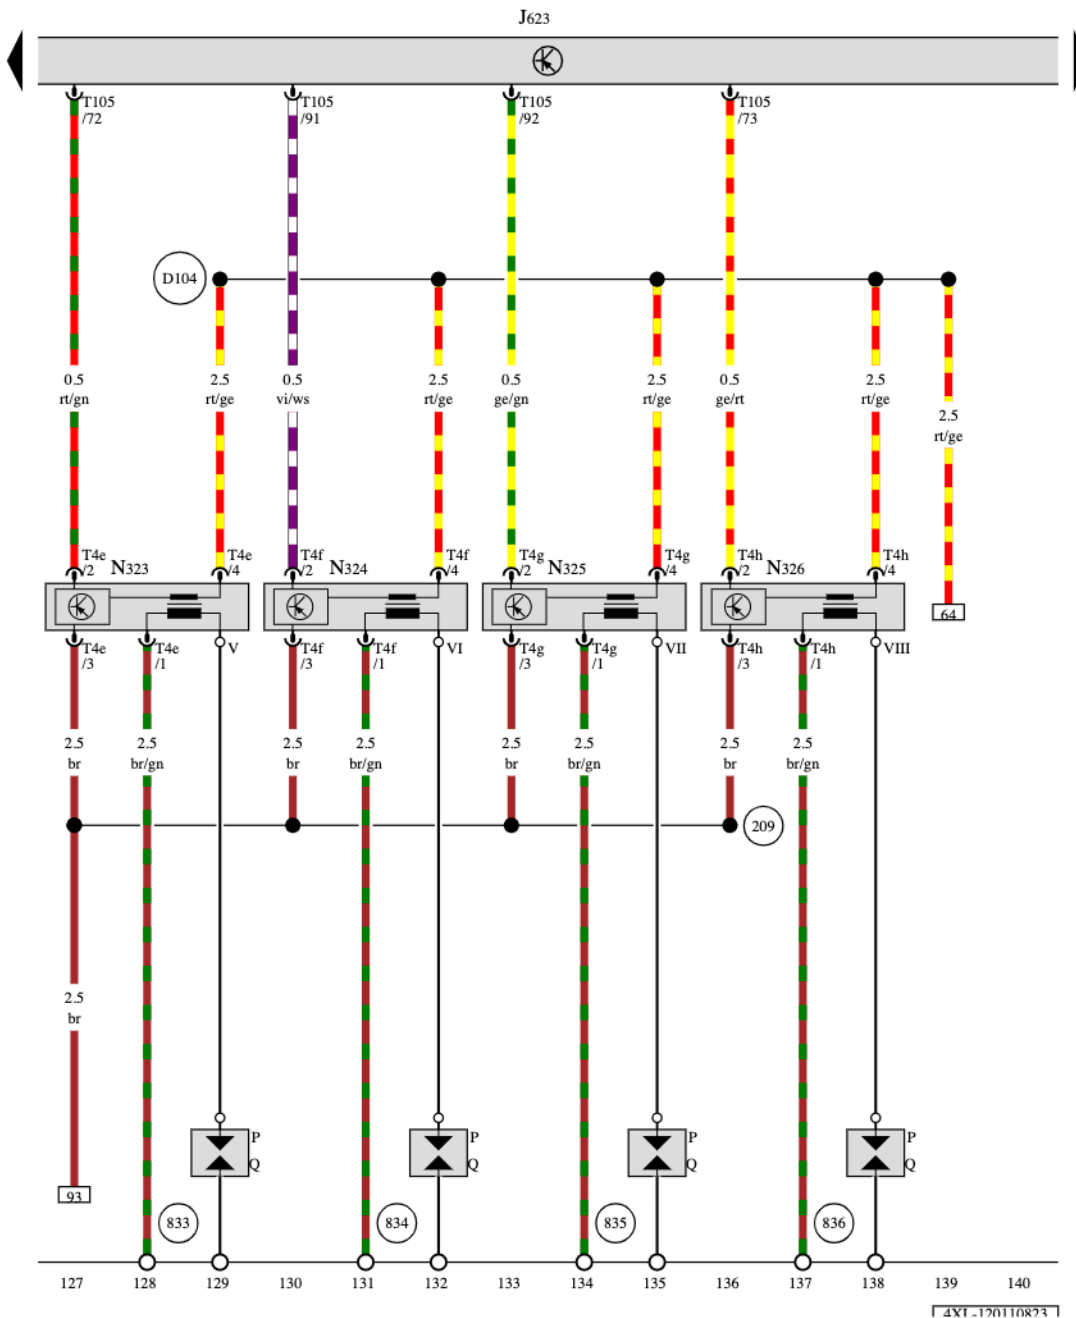 J623
T105 T105 T105 T105
/72 /91 /92 /73
D104
0.5 2.5 0.5 2.5 0.5 2.5 0.5 2.5
rt/gn rt/ge vi/ws rt/ge ge/gn rt/ge ge/rt rt/ge
2.5
rt/ge
T4e N323 T4e T4f N324 T4f T4g N325 T4g T4h N326 T4h
/2 /4 /2 /4 /2 /4 /2 /4
64
T4e T4e V T4f T4f VI T4g T4g VII T4h T4h VIII
/3 /1 /3 /1 /3 /1 /3 /1
2.5 2.5 2.5 2.5 2.5 2.5 2.5 2.5
br br/gn br br/gn br br/gn br br/gn
209
2.5
br
P P P P
Q Q Q Q
93
833 834 835 836
127 128 129 130 131 132 133 134 135 136 137 138 139 140
4XL-120110823